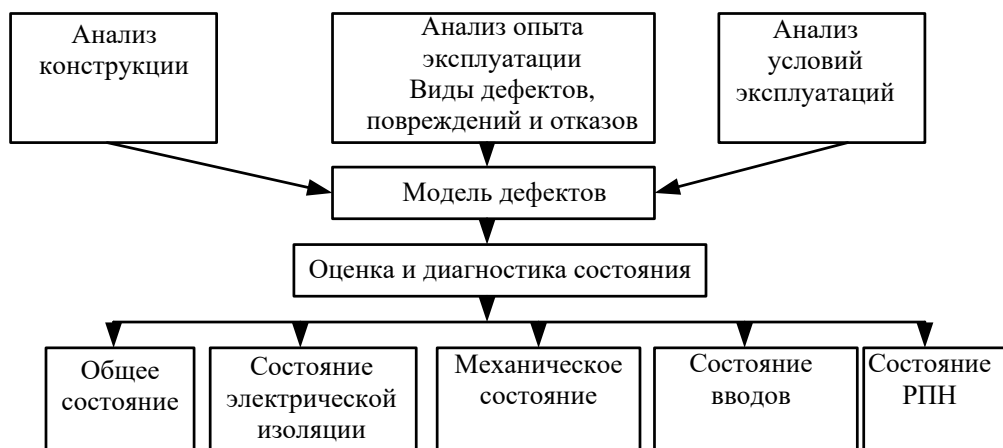 Анализ
конструкции
Анализ опыта
эксплуатации
Виды дефектов,
повреждений и отказов
Анализ
условий
эксплуатаций
Модель дефектов
Оценка и диагностика состояния
Общее
состояние
Состояние
электрической
изоляции
Механическое
состояние
Состояние
вводов
Состояние
РПН